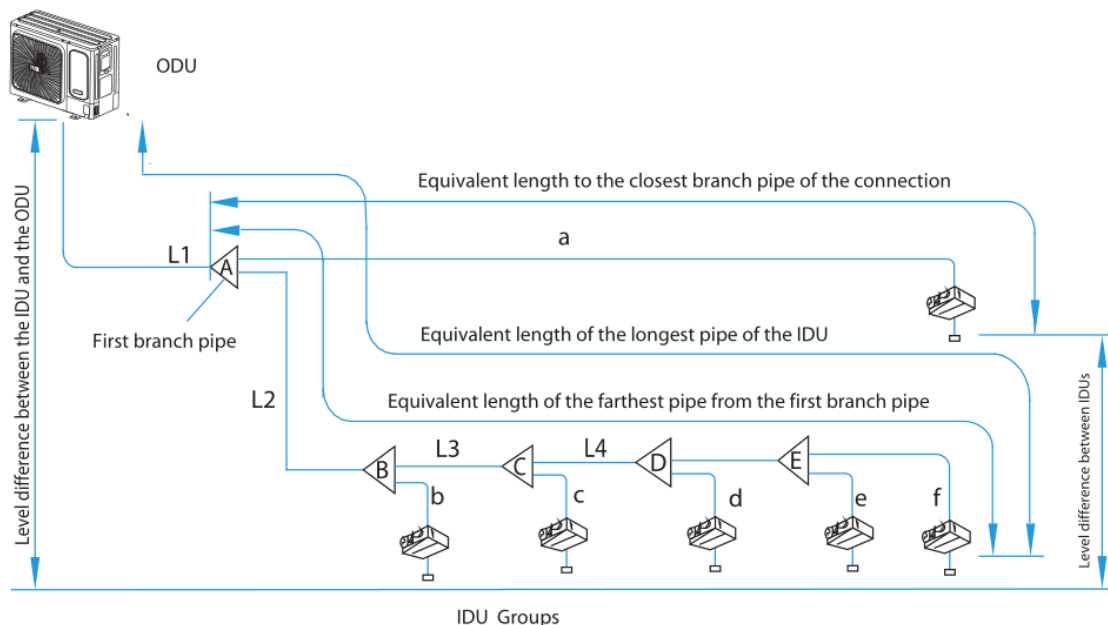 ODU
Equivalent length to the closest branch pipe of the connection
a
L1
A
First branch pipe
Equivalent length of the longest pipe of the IDU
L2
Equivalent length of the farthest pipe from the first branch pipe
L3
L4
B
C
D
E
b
c
d
e
f
Level difference between the IDU and the ODU
Level difference between IDUs
IDU Groups